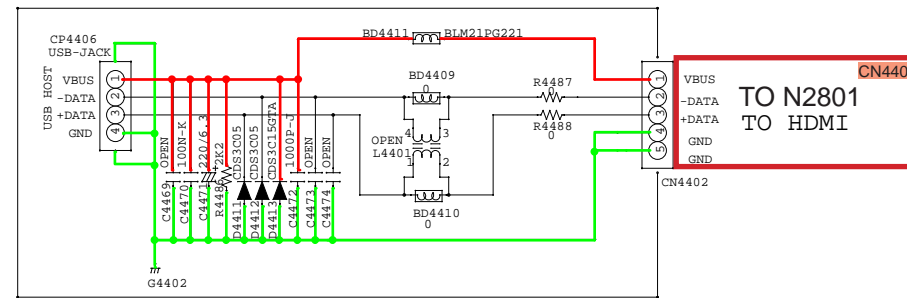 BD4411 BLM21PG221
CP4406
USB-JACK
USB HOST
VBUS 1
-DATA 2
+DATA 3
GND 4
BD4409
0
R4487
0
R4488
0
OPEN
L4401
4 3
1 2
BD4410
0
OPEN
100N-K
220/6.3
2K2
CDS3C05
CDS3C05
CDS3C15GTA
1000P-J
OPEN
OPEN
C4469
C4470
C4471
R4486
D4411
D4412
D4413
C4472
C4473
C4474
G4402
CN440
1 VBUS
2 -DATA
3 +DATA
4 GND
5 GND
TO N2801
TO HDMI
CN4402